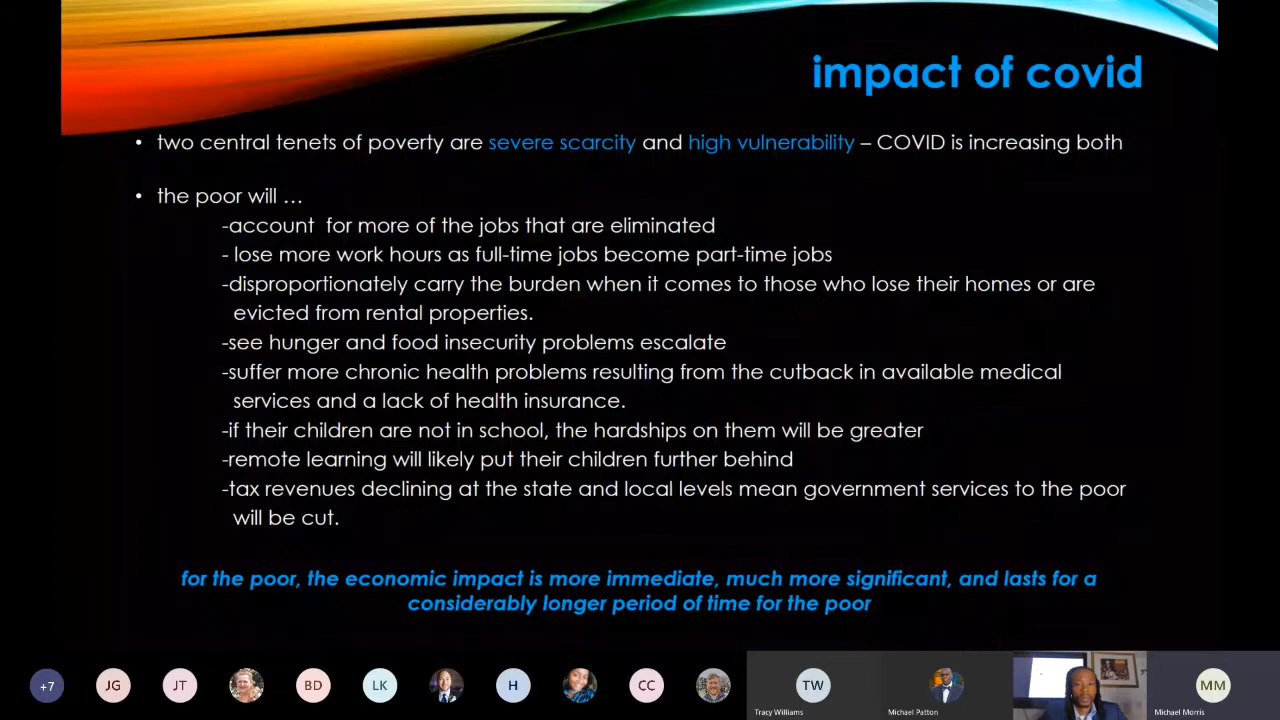 impact of covid
• two central tenets of poverty are severe scarcity and high vulnerability – COVID is increasing both
• the poor will …
-account  for more of the jobs that are eliminated
- lose more work hours as full-time jobs become part-time jobs
-disproportionately carry the burden when it comes to those who lose their homes or are
evicted from rental properties.
-see hunger and food insecurity problems escalate
-suffer more chronic health problems resulting from the cutback in available medical
services and a lack of health insurance.
-if their children are not in school, the hardships on them will be greater
-remote learning will likely put their children further behind
-tax revenues declining at the state and local levels mean government services to the poor
will be cut.
for the poor, the economic impact is more immediate, much more significant, and lasts for a
considerably longer period of time for the poor
+7 JG JT BD LK H CC TW MM
Tracy Williams Michael Patton Michael Morris